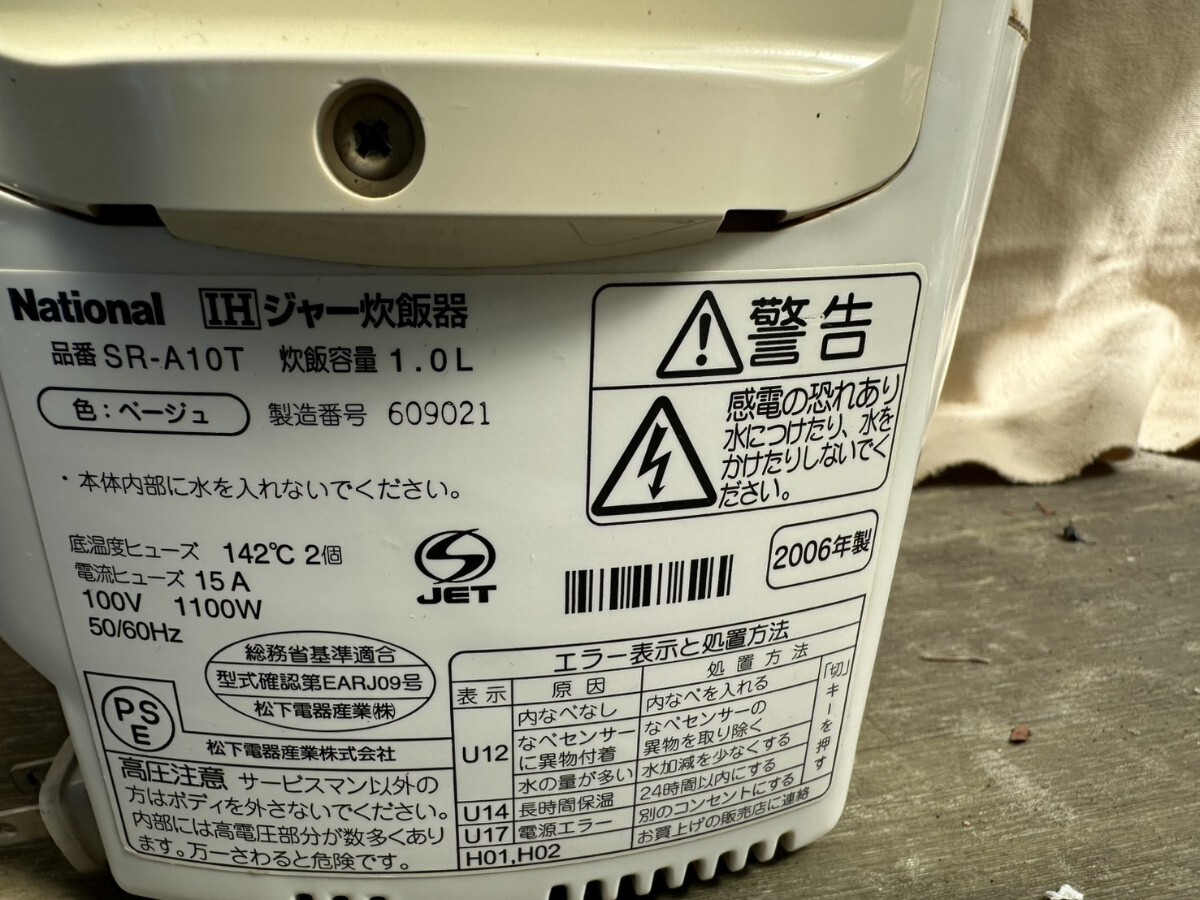 National IHジャー炊飯器
品番 SR-A10T 炊飯容量 1.0L
色：ベージュ 製造番号 609021
・本体内部に水を入れないでください。
警告
感電の恐れあり
水につけたり、水を
かけたりしないでく
ださい。
底温度ヒューズ 142℃ 2個
電流ヒューズ 15A
100V 1100W
50/60Hz
JET
2006年製
総務省基準適合
型式確認第EARJ09号
松下電器産業㈱
PSE
松下電器産業株式会社
高圧注意 サービスマン以外の
方はボディを外さないでください。
内部には高電圧部分が数多くあり
ます。万一さわると危険です。
エラー表示と処置方法
表示 原因 処置方法
U12 内なべなし 内なべを入れる
なべセンサー
に異物付着
なべセンサーの
異物を取り除く
水の量が多い 水加減を少なくする
「切」キーを押す
U14 長時間保温 24時間以内にする
U17 電源エラー 別のコンセントにする
H01,H02 お買上げの販売店に連絡